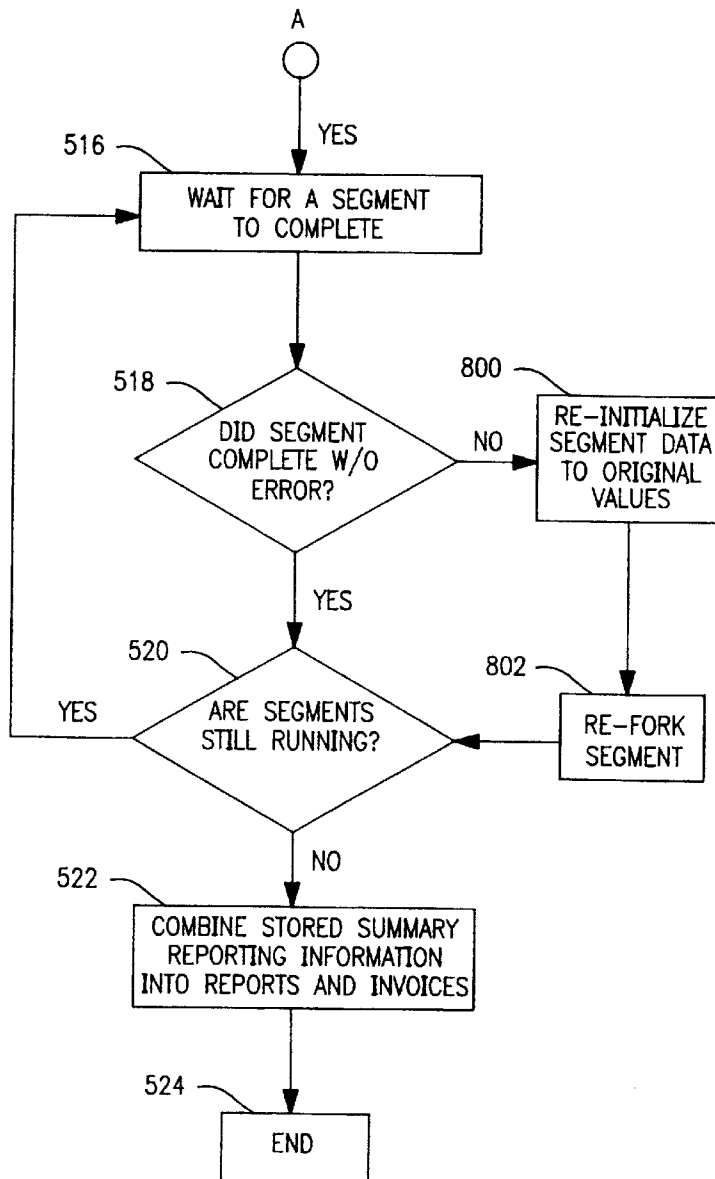 A
YES
516
WAIT FOR A SEGMENT
TO COMPLETE
518
DID SEGMENT
COMPLETE W/O
ERROR?
NO
800
RE-INITIALIZE
SEGMENT DATA
TO ORIGINAL
VALUES
YES
520
ARE SEGMENTS
STILL RUNNING?
YES
802
RE-FORK
SEGMENT
NO
522
COMBINE STORED SUMMARY
REPORTING INFORMATION
INTO REPORTS AND INVOICES
524
END